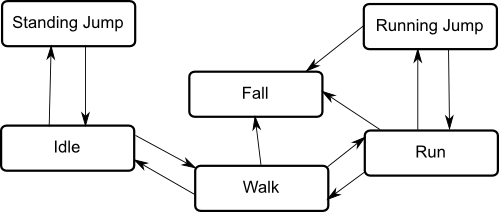 Standing Jump
Running Jump
Fall
Idle
Run
Walk